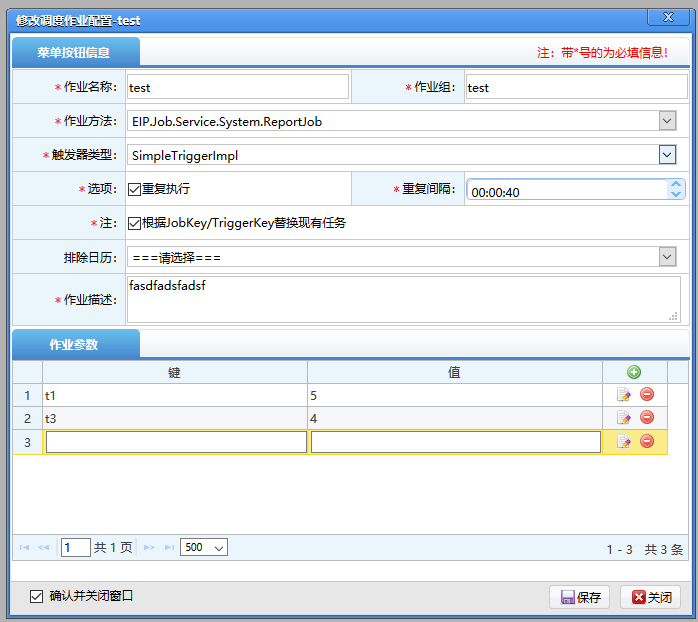 修改调度作业配置-test
菜单按钮信息 注: 带*号的为必填信息!
*作业名称: test *作业组: test
*作业方法: EIP.Job.Service.System.ReportJob
*触发器类型: SimpleTriggerImpl
*选项: 重复执行 *重复间隔: 00:00:40
*注: 根据JobKey/TriggerKey替换现有任务
排除日历: ===请选择===
*作业描述: fasdfadsfadsf
作业参数
键 值
1 t1 5
2 t3 4
3
1 共 1 页 500 1 - 3 共 3 条
确认并关闭窗口 保存 关闭